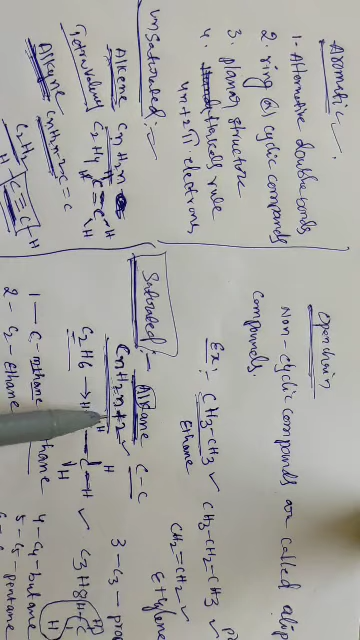 Aromatic
1. Alternative double bonds
2. ring (or) cyclic compounds
3. planar structure
4. Huckels rule
4n+2 π electrons
Unsaturated:-
Alkene CnH2n
Tetravalency C2H4 C=C H H
Alkyne CnH2n-2 C≡C
C2H
H-C≡C-H
Open chain
Non-cyclic compounds are called
compounds.
Ex:- CH3-CH3 ✓ CH3-CH2-CH3 ✓
Ethane
CH2=CH2 ✓
Ethylene
Saturated:-
Alkane C-C
CnH2n+2 ✓
C2H6 → H C-H ✓ C3H8
H
H
1-C-methane
2-C2-Ethane
3-C3-
4-C4-butane
5-C5-pentane